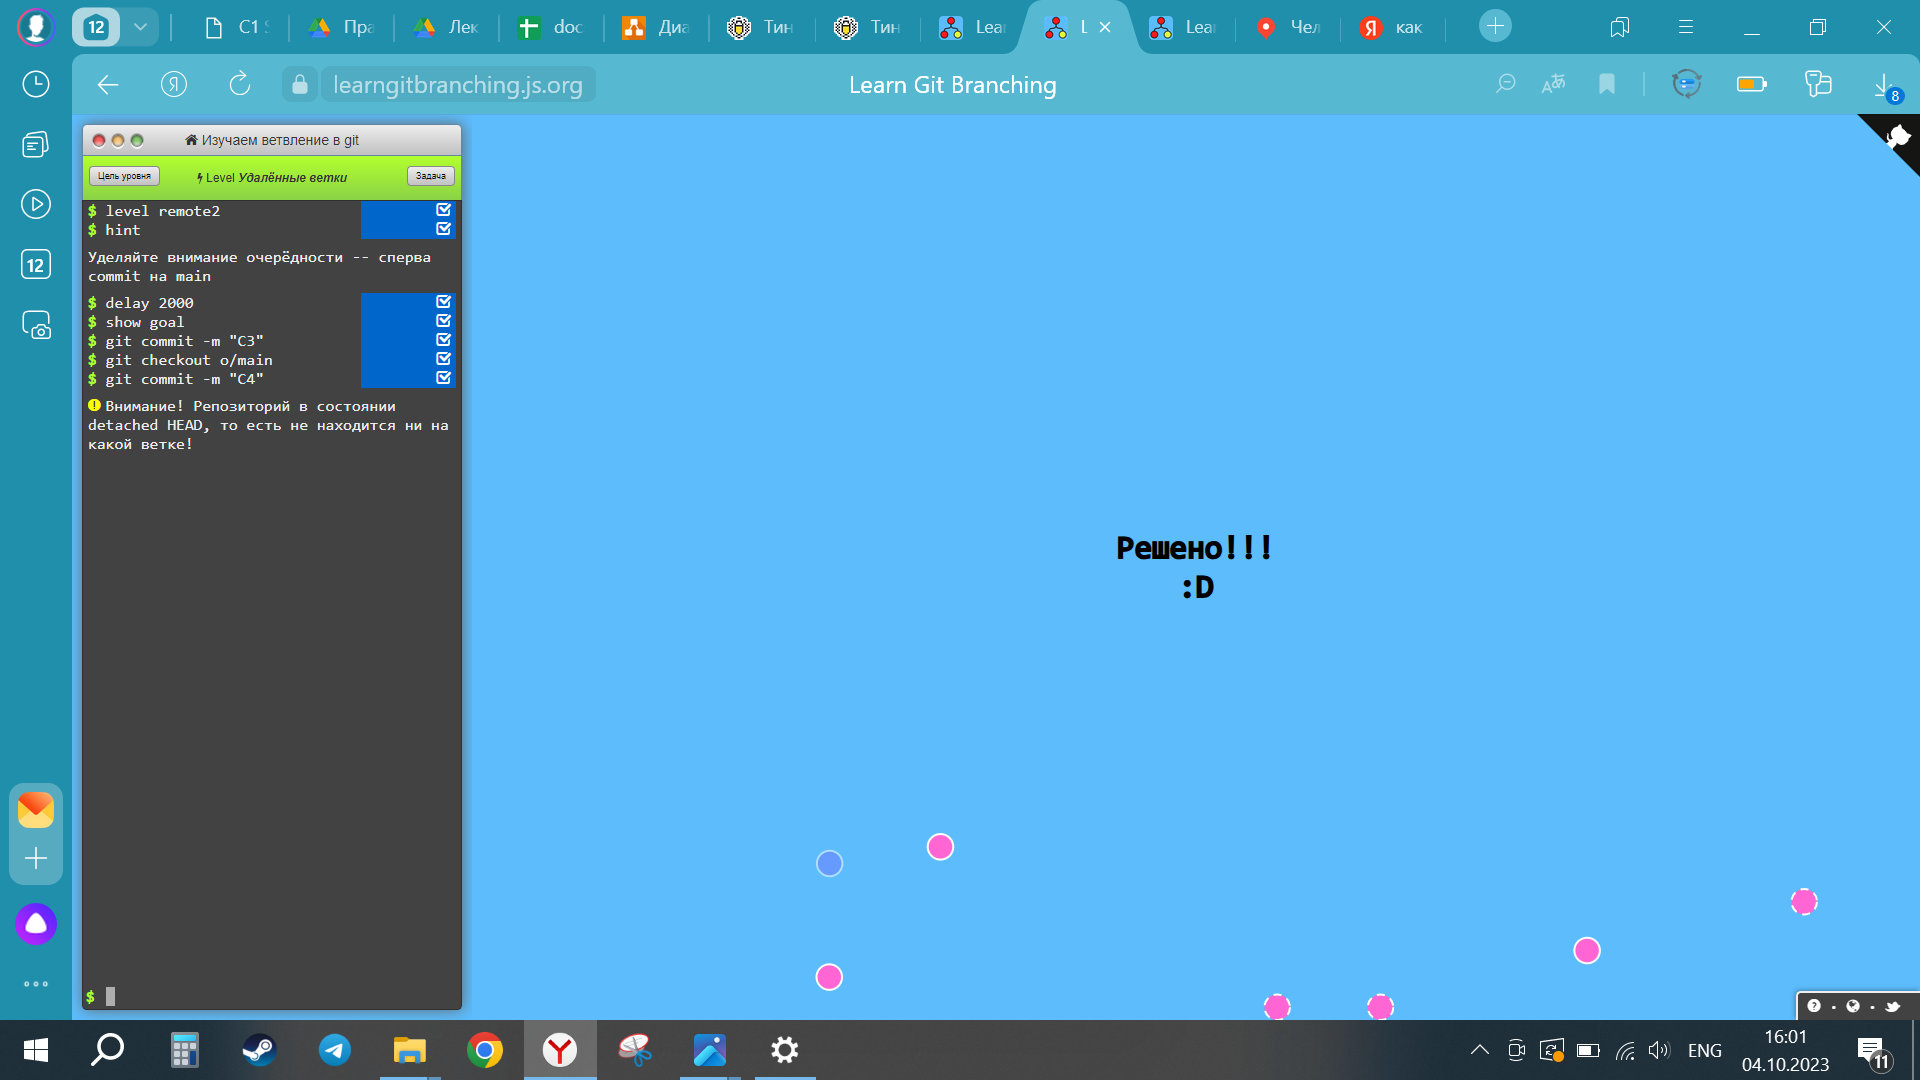 12
C1
Пра
Лек
doc
Диа
Тин
Тин
Lea
L
Lea
Чел
Я как
Я
learngitbranching.js.org
Learn Git Branching
8
Изучаем ветвление в git
Цель уровня
Level Удалённые ветки
Задача
$ level remote2
$ hint
Уделяйте внимание очерёдности -- сперва
commit на main
$ delay 2000
$ show goal
$ git commit -m "C3"
$ git checkout o/main
$ git commit -m "C4"
Внимание! Репозиторий в состоянии
detached HEAD, то есть не находится ни на
какой ветке!
$
12
Решено!!!
:D
ENG
16:01
04.10.2023
11